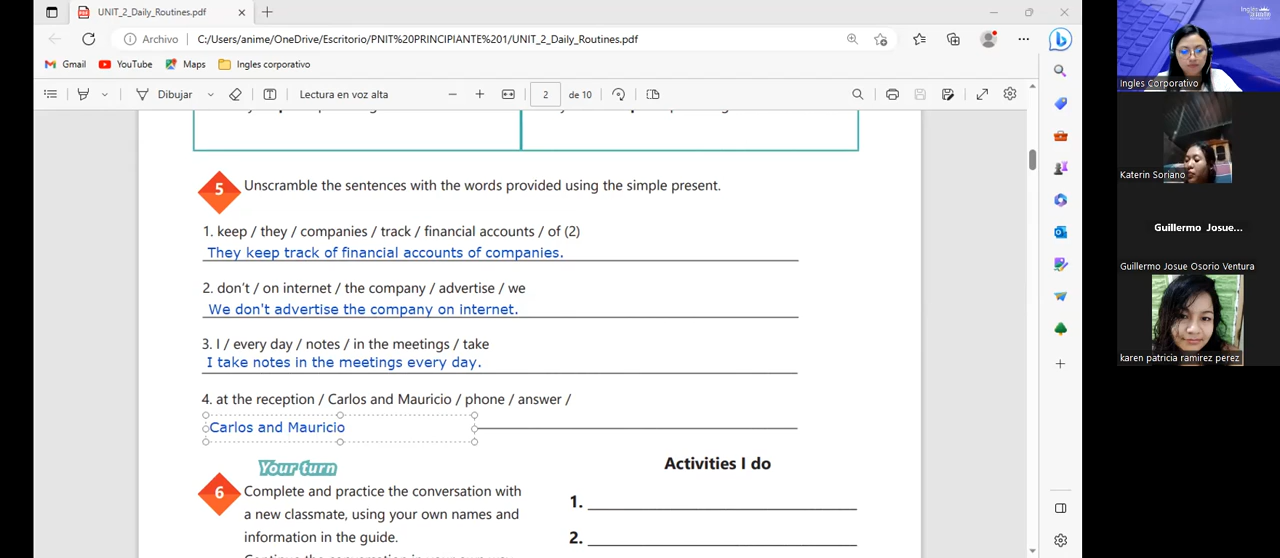 UNIT_2_Daily_Routines.pdf
Archivo C:/Users/anime/OneDrive/Escritorio/PNIT%20PRINCIPIANTE%201/UNIT_2_Daily_Routines.pdf
Gmail YouTube Maps Ingles corporativo
Dibujar Lectura en voz alta 2 de 10
5 Unscramble the sentences with the words provided using the simple present.
1. keep / they / companies / track / financial accounts / of (2)
They keep track of financial accounts of companies.
2. don't / on internet / the company / advertise / we
We don't advertise the company on internet.
3. I / every day / notes / in the meetings / take
I take notes in the meetings every day.
4. at the reception / Carlos and Mauricio / phone / answer /
Carlos and Mauricio
Your turn
6 Complete and practice the conversation with
a new classmate, using your own names and
information in the guide.
Activities I do
1.
2.
Ingles Corporativo
Katerin Soriano
Guillermo Josue...
Guillermo Josue Osorio Ventura
karen patricia ramirez perez